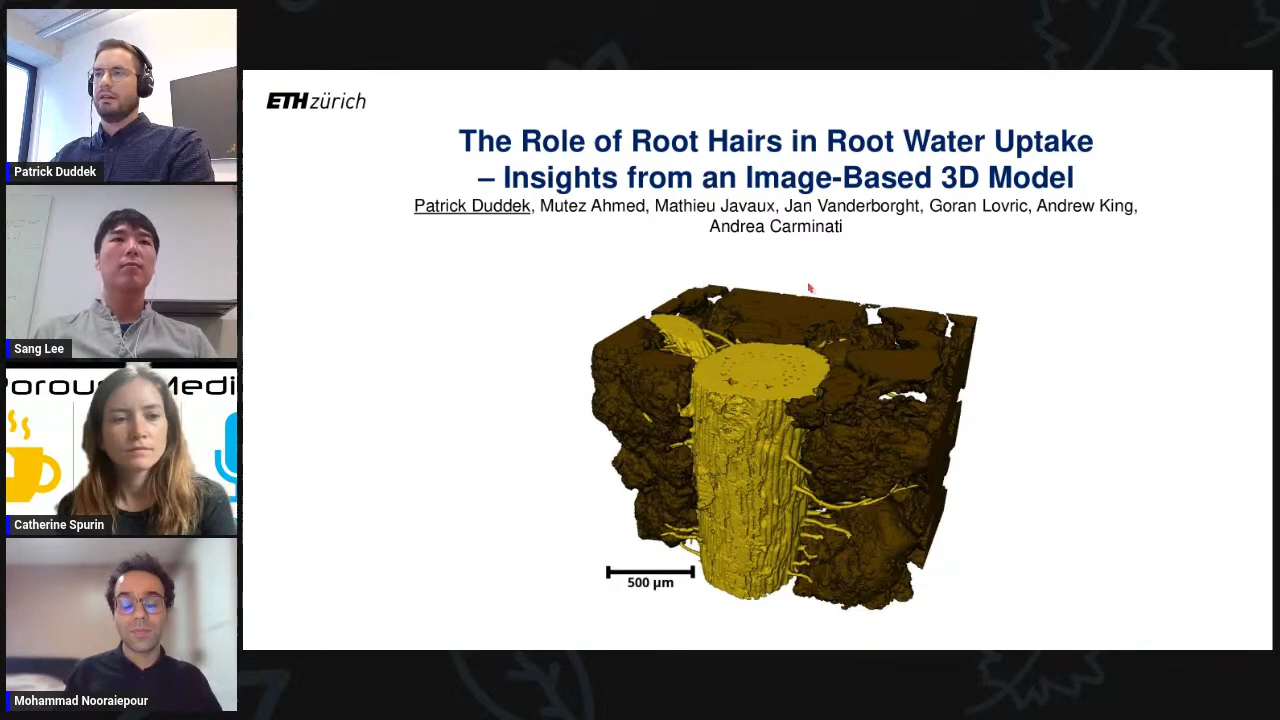 Patrick Duddek
Sang Lee
Porous Medi
Catherine Spurin
Mohammad Nooraiepour
ETH zürich
The Role of Root Hairs in Root Water Uptake
– Insights from an Image-Based 3D Model
Patrick Duddek, Mutez Ahmed, Mathieu Javaux, Jan Vanderborght, Goran Lovric, Andrew King,
Andrea Carminati
500 µm